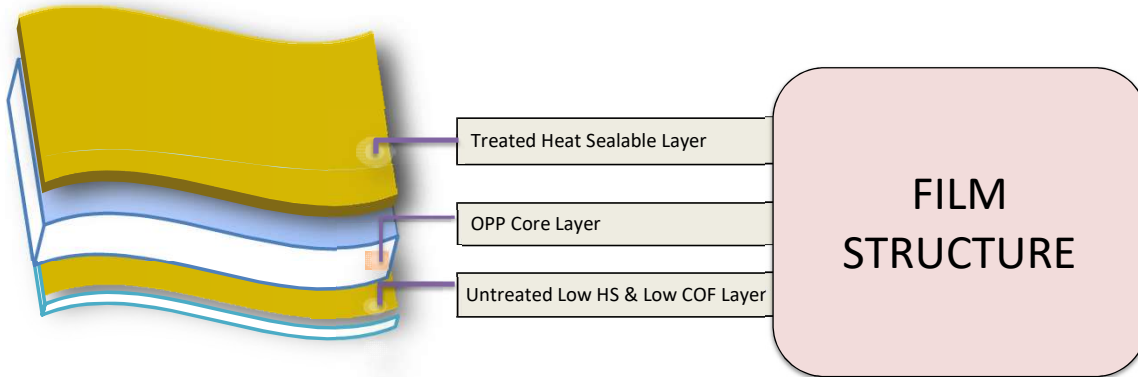 Treated Heat Sealable Layer
OPP Core Layer
Untreated Low HS & Low COF Layer
FILM
STRUCTURE